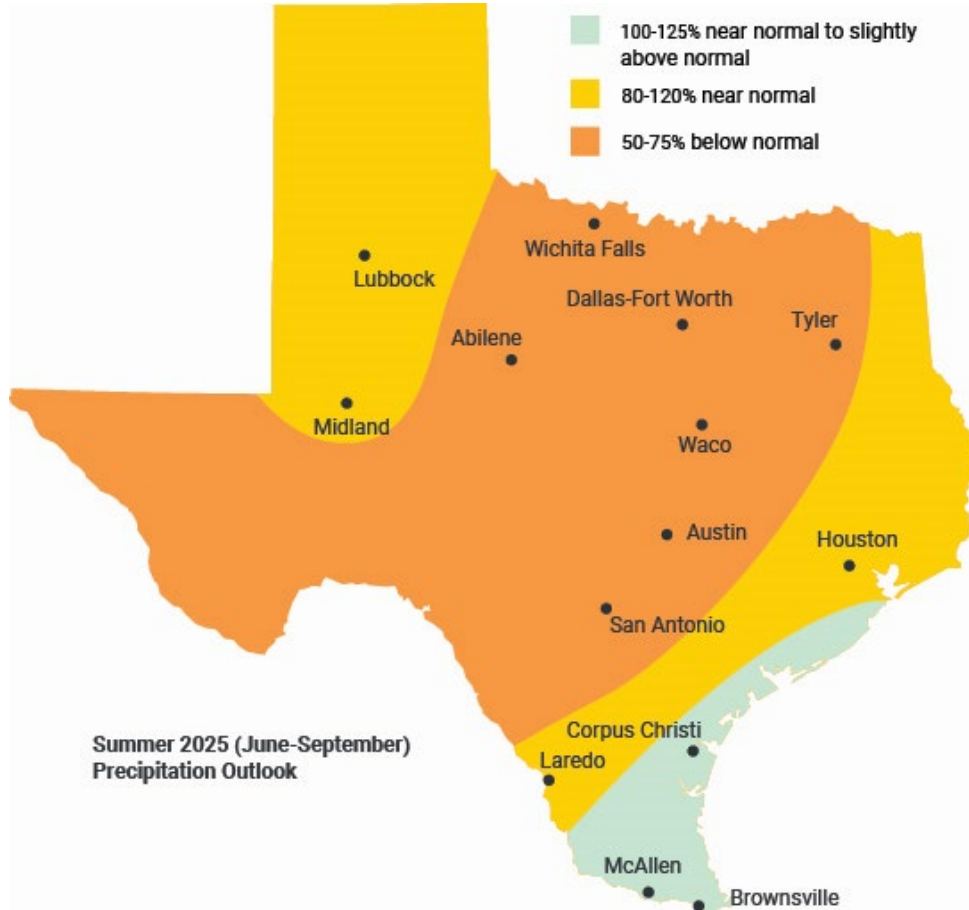 100-125% near normal to slightly
above normal
80-120% near normal
50-75% below normal
Wichita Falls
Lubbock
Dallas-Fort Worth
Abilene
Tyler
Midland
Waco
Austin
Houston
San Antonio
Corpus Christi
Summer 2025 (June-September)
Precipitation Outlook
Laredo
McAllen
Brownsville